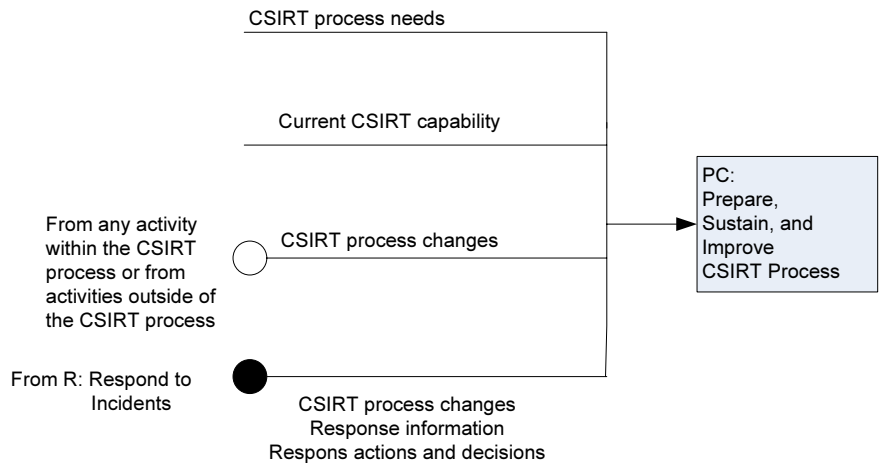 CSIRT process needs
Current CSIRT capability
From any activity
within the CSIRT
process or from
activities outside of
the CSIRT process
CSIRT process changes
From R: Respond to
Incidents
CSIRT process changes
Response information
Respons actions and decisions
PC:
Prepare,
Sustain, and
Improve
CSIRT Process